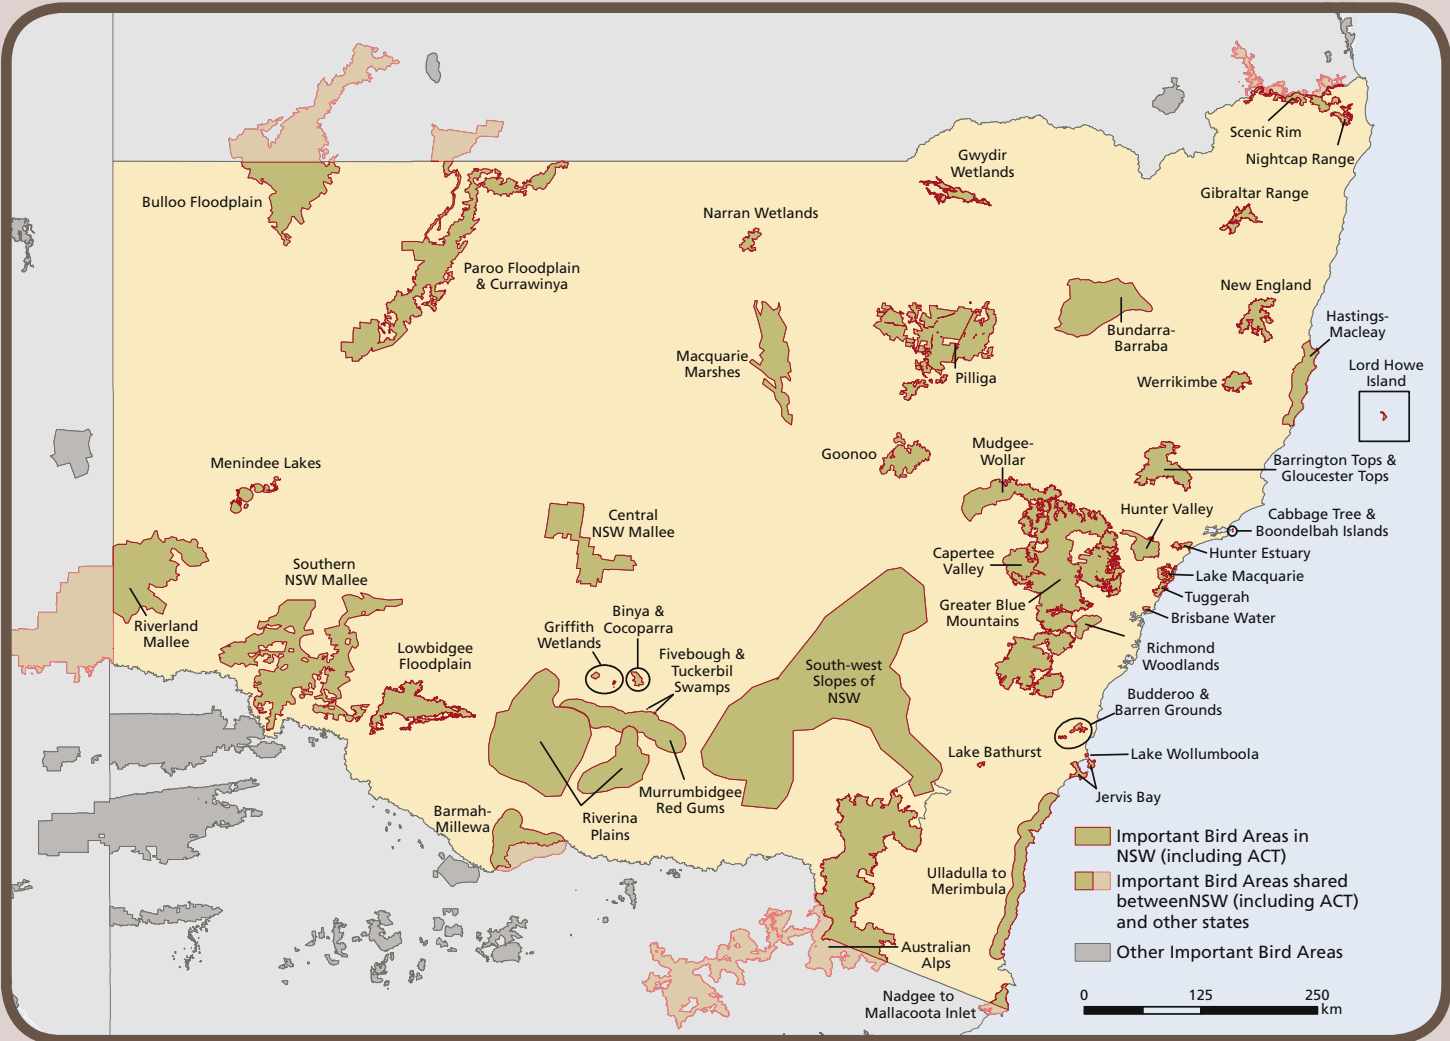 Scenic Rim
Nightcap Range
Gwydir
Wetlands
Gibraltar Range
Bulloo Floodplain
Narran Wetlands
Paroo Floodplain
& Currawinya
New England
Hastings-
Macleay
Bundarra-
Barraba
Macquarie
Marshes
Pilliga
Werrikimbe
Lord Howe
Island
Goonoo
Mudgee-
Wollar
Menindee Lakes
Barrington Tops &
Gloucester Tops
Central
NSW Mallee
Hunter Valley
Cabbage Tree &
Boondelbah Islands
Hunter Estuary
Capertee
Valley
Southern
NSW Mallee
Lake Macquarie
Tuggerah
Greater Blue
Mountains
Brisbane Water
Riverland
Mallee
Binya &
Cocoparra
Griffith
Wetlands
Lowbidgee
Floodplain
Fivebough &
Tuckerbil
Swamps
South-west
Slopes of
NSW
Richmond
Woodlands
Budderoo &
Barren Grounds
Lake Bathurst
Lake Wollumboola
Jervis Bay
Murrumbidgee
Red Gums
Barmah-
Millewa
Riverina
Plains
Important Bird Areas in
NSW (including ACT)
Ulladulla to
Merimbula
Important Bird Areas shared
betweenNSW (including ACT)
and other states
Australian
Alps
Other Important Bird Areas
Nadgee to
Mallacoota Inlet
0 125 250
km